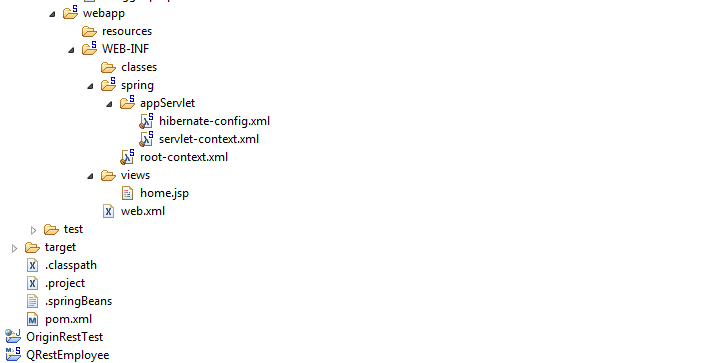 webapp
resources
WEB-INF
classes
spring
appServlet
hibernate-config.xml
servlet-context.xml
root-context.xml
views
home.jsp
web.xml
test
target
.classpath
.project
.springBeans
pom.xml
OriginRestTest
QRestEmployee